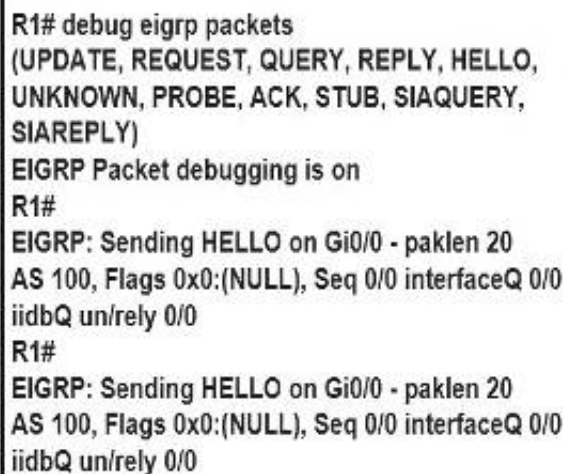 R1# debug eigrp packets
(UPDATE, REQUEST, QUERY, REPLY, HELLO,
UNKNOWN, PROBE, ACK, STUB, SIAQUERY,
SIAREPLY)
EIGRP Packet debugging is on
R1#
EIGRP: Sending HELLO on Gi0/0 - paklen 20
AS 100, Flags 0x0:(NULL), Seq 0/0 interfaceQ 0/0
iidbQ un/rely 0/0
R1#
EIGRP: Sending HELLO on Gi0/0 - paklen 20
AS 100, Flags 0x0:(NULL), Seq 0/0 interfaceQ 0/0
iidbQ un/rely 0/0